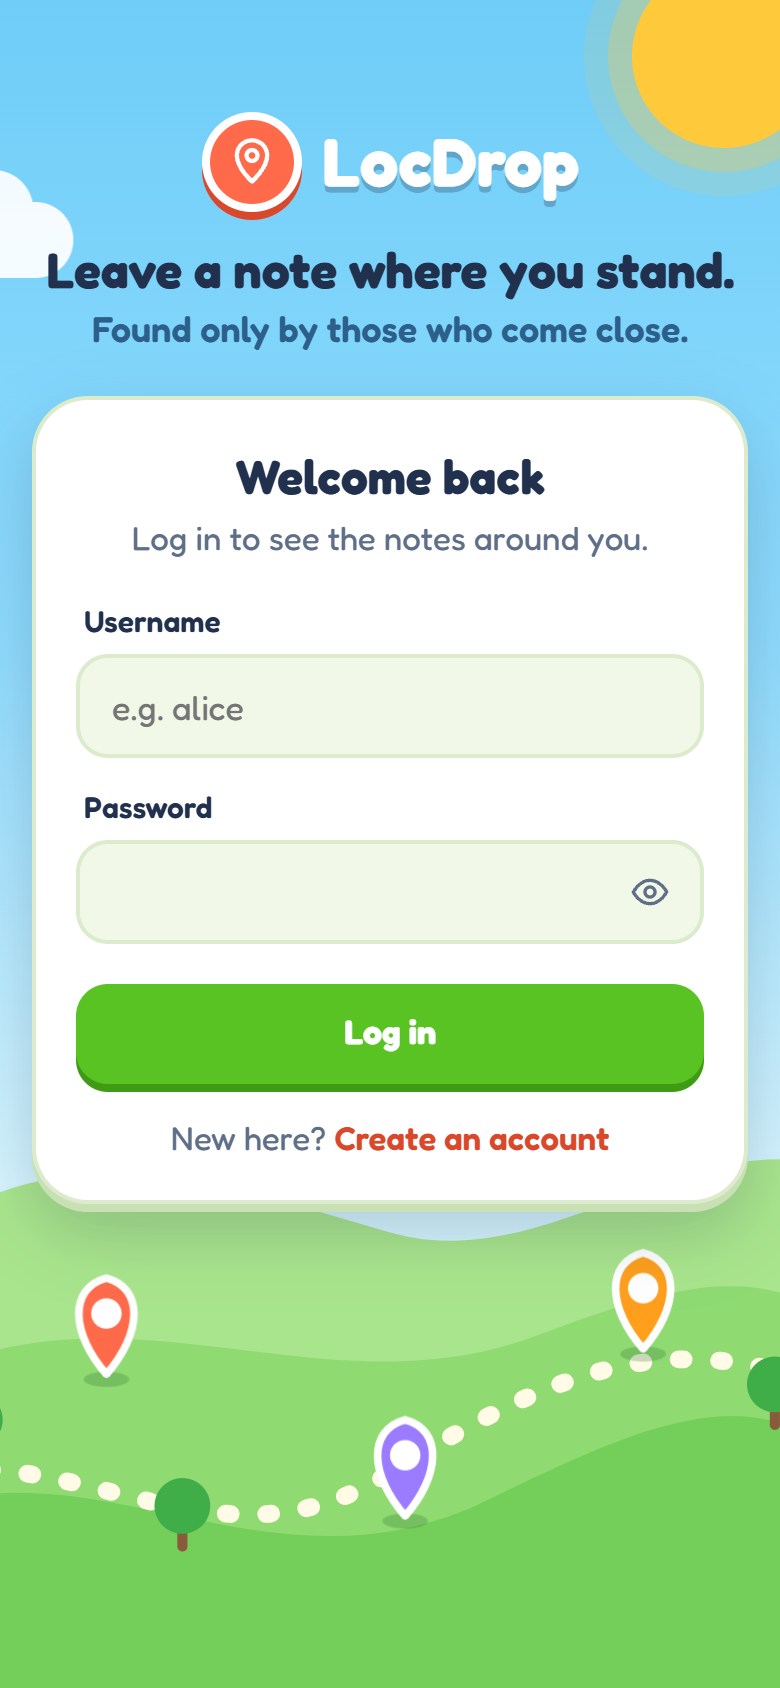 LocDrop
Leave a note where you stand.
Found only by those who come close.
Welcome back
Log in to see the notes around you.
Username
e.g. alice
Password
Log in
New here? Create an account